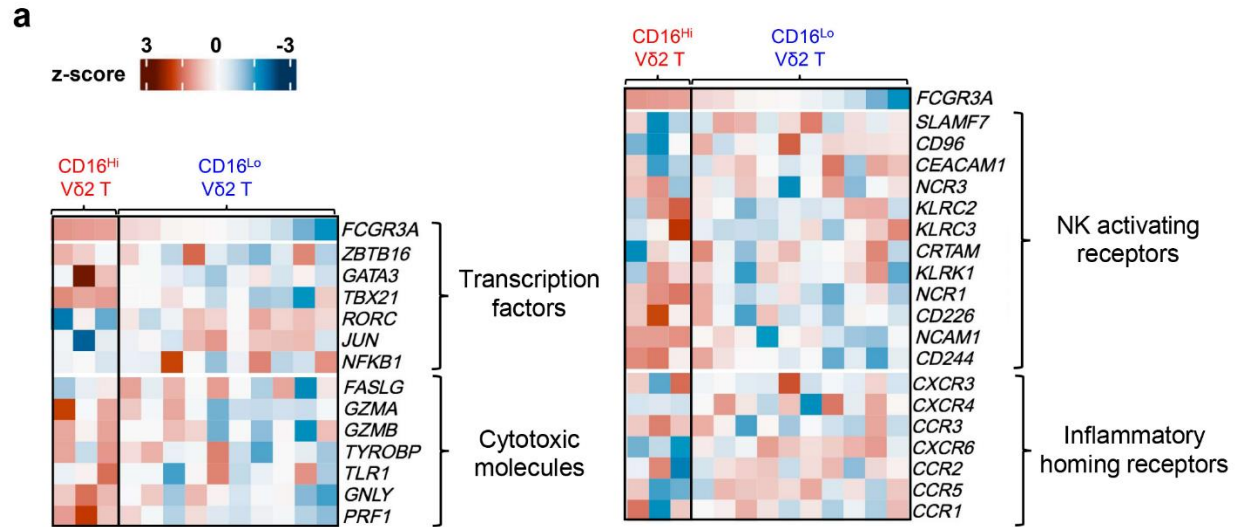 a
3 0 -3
z-score
CD16Hi
Vδ2 T
CD16Lo
Vδ2 T
FCGR3A
ZBTB16
GATA3
TBX21
RORC
JUN
NFKB1
Transcription
factors
FASLG
GZMA
GZMB
TYROBP
TLR1
GNLY
PRF1
Cytotoxic
molecules
CD16Hi
Vδ2 T
CD16Lo
Vδ2 T
FCGR3A
SLAMF7
CD96
CEACAM1
NCR3
KLRC2
KLRC3
CRTAM
KLRK1
NCR1
CD226
NCAM1
CD244
NK activating
receptors
CXCR3
CXCR4
CCR3
CXCR6
CCR2
CCR5
CCR1
Inflammatory
homing receptors